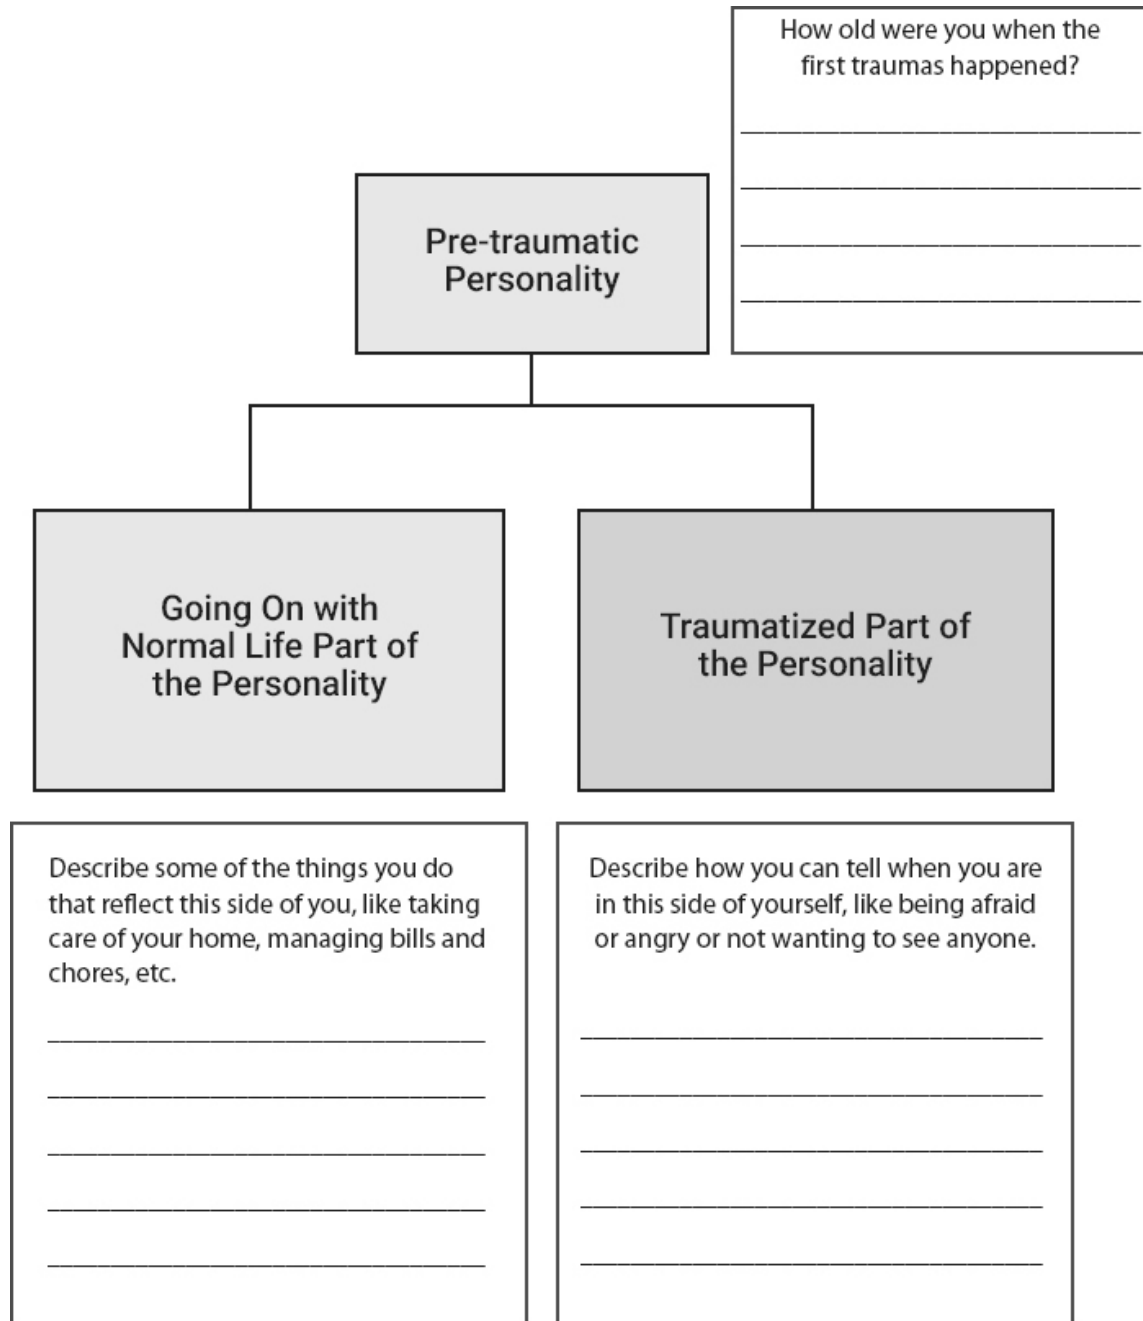 How old were you when the
first traumas happened?
Pre-traumatic
Personality
Going On with
Normal Life Part of
the Personality
Traumatized Part of
the Personality
Describe some of the things you do
that reflect this side of you, like taking
care of your home, managing bills and
chores, etc.
Describe how you can tell when you are
in this side of yourself, like being afraid
or angry or not wanting to see anyone.